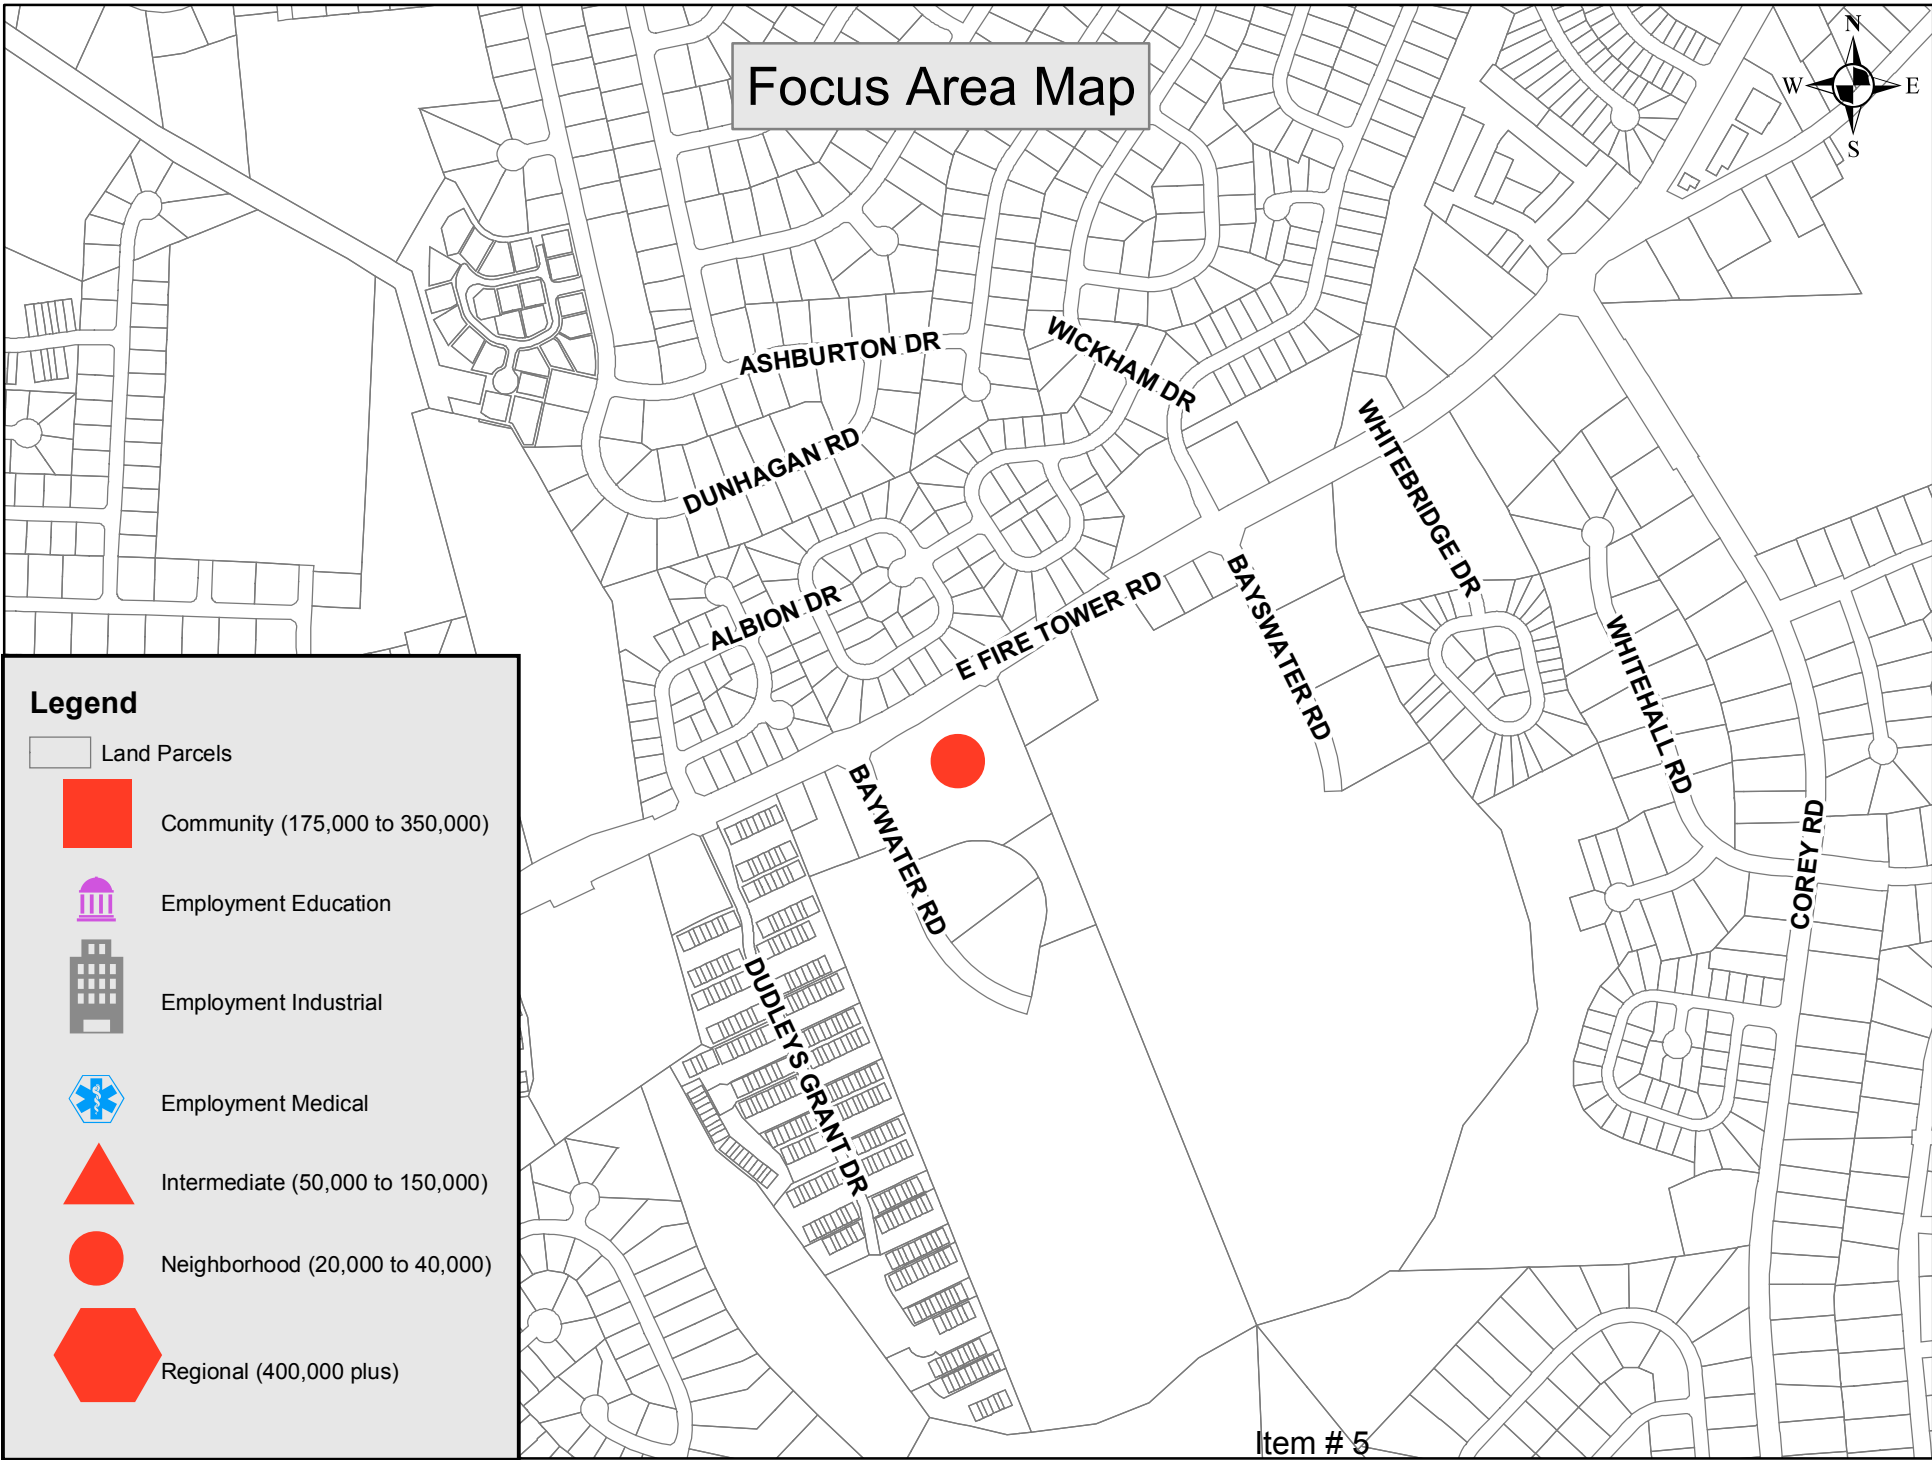 Focus Area Map
N
W
E
S
ASHBURTON DR
WICKHAM DR
DUNHAGAN RD
WHITEBRIDGE DR
ALBION DR
E FIRE TOWER RD
BAYSWATER RD
WHITEHALL RD
BAYWATER RD
COREY RD
DUDLEYS GRANT DR
Legend
Land Parcels
Community (175,000 to 350,000)
Employment Education
Employment Industrial
Employment Medical
Intermediate (50,000 to 150,000)
Neighborhood (20,000 to 40,000)
Regional (400,000 plus)
Item # 5